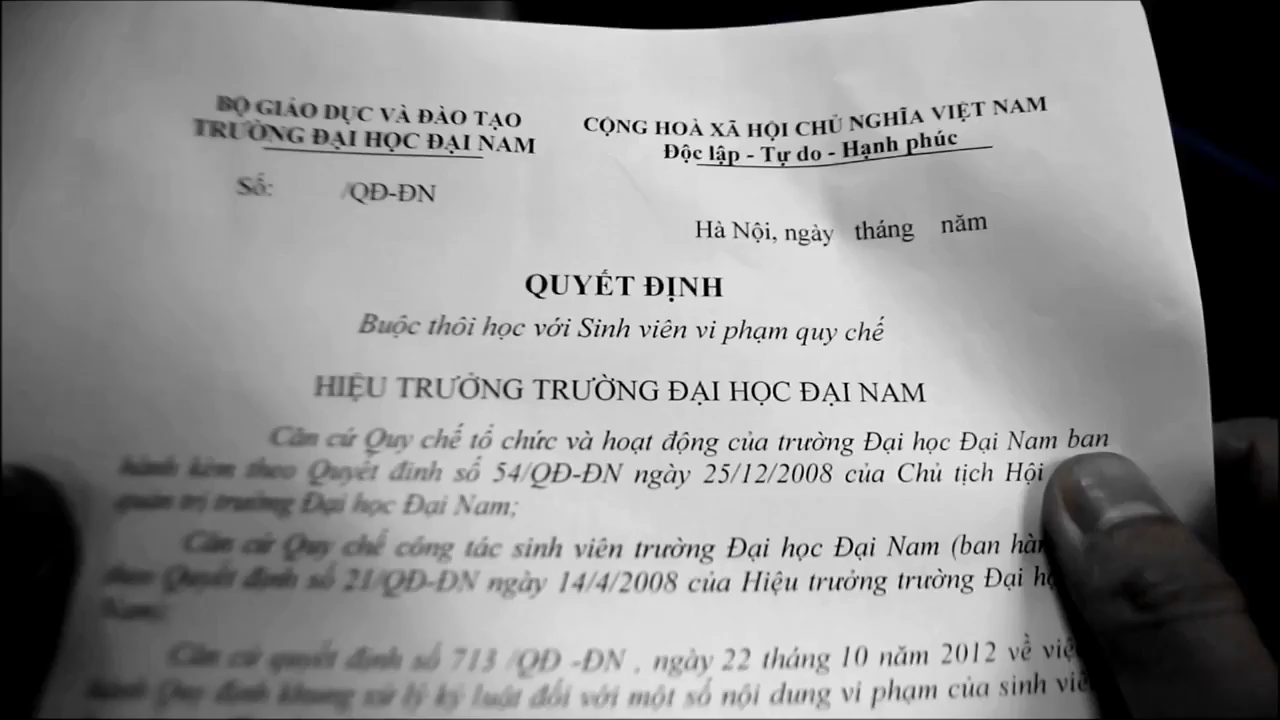 BỘ GIÁO DỤC VÀ ĐÀO TẠO
TRƯỜNG ĐẠI HỌC ĐẠI NAM
CỘNG HOÀ XÃ HỘI CHỦ NGHĨA VIỆT NAM
Độc lập - Tự do - Hạnh phúc
Số: /QĐ-ĐN
Hà Nội, ngày tháng năm
QUYẾT ĐỊNH
Buộc thôi học với Sinh viên vi phạm quy chế
HIỆU TRƯỞNG TRƯỜNG ĐẠI HỌC ĐẠI NAM
Căn cứ Quy chế tổ chức và hoạt động của trường Đại học Đại Nam ban
hành kèm theo Quyết đinh số 54/QĐ-ĐN ngày 25/12/2008 của Chủ tịch Hội
quản trị trường Đại học Đại Nam;
Căn cứ Quy chế công tác sinh viên trường Đại học Đại Nam (ban
theo Quyết định số 21/QĐ-ĐN ngày 14/4/2008 của Hiệu trưởng trường Đại
Nam;
Căn cứ quyết định số 713 /QĐ -ĐN , ngày 22 tháng 10 năm 2012 về
hành Quy định khung xử lý kỷ luật đối với một số nội dung vi phạm của sinh